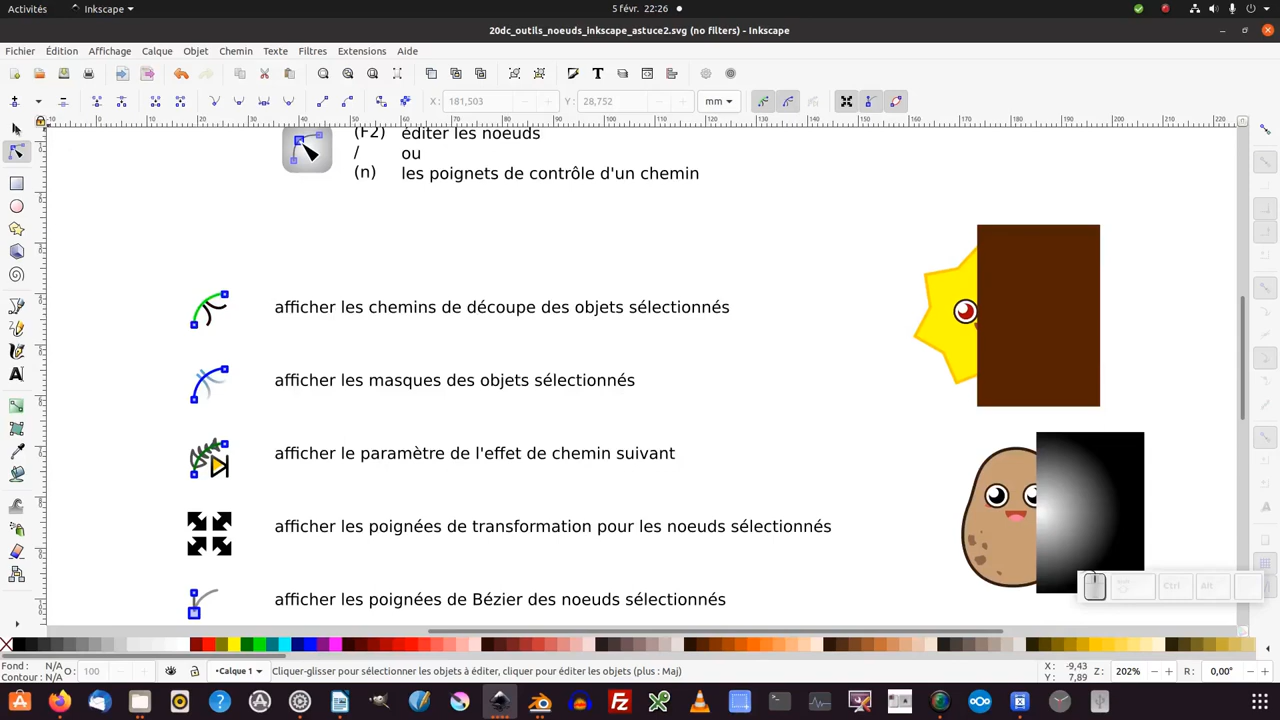 Activités
Inkscape
5 févr. 22:26
20dc_outils_noeuds_inkscape_astuce2.svg (no filters) - Inkscape
Fichier Édition Affichage Calque Objet Chemin Texte Filtres Extensions Aide
X: 181,503 Y: 28,752 mm
(F2) éditer les noeuds
/ ou
(n) les poignets de contrôle d'un chemin
afficher les chemins de découpe des objets sélectionnés
afficher les masques des objets sélectionnés
afficher le paramètre de l'effet de chemin suivant
afficher les poignées de transformation pour les noeuds sélectionnés
afficher les poignées de Bézier des noeuds sélectionnés
Ctrl Alt
Fond : N/A
Contour : N/A
O: 100
Calque 1
Cliquer-glisser pour sélectionner les objets à éditer, cliquer pour éditer les objets (plus : Maj)
X: -9,43
Y: 7,89
Z: 202%
R: 0,00°